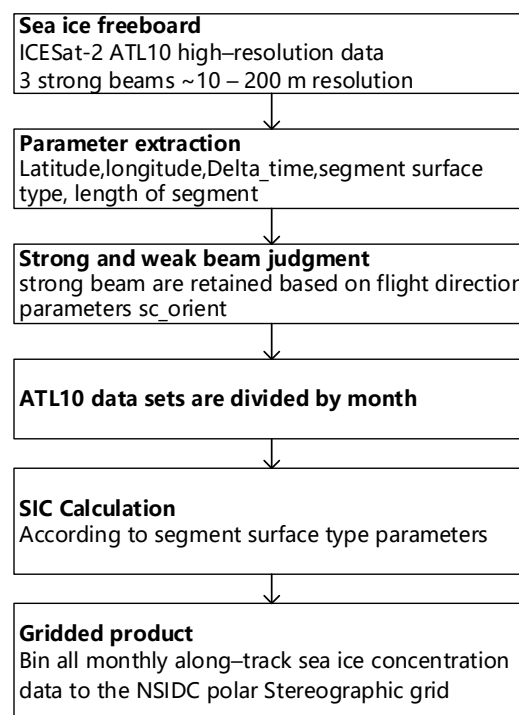 Sea ice freeboard
ICESat-2 ATL10 high–resolution data
3 strong beams ~10 – 200 m resolution
Parameter extraction
Latitude,longitude,Delta_time,segment surface
type, length of segment
Strong and weak beam judgment
strong beam are retained based on flight direction
parameters sc_orient
ATL10 data sets are divided by month
SIC Calculation
According to segment surface type parameters
Gridded product
Bin all monthly along–track sea ice concentration
data to the NSIDC polar Stereographic grid